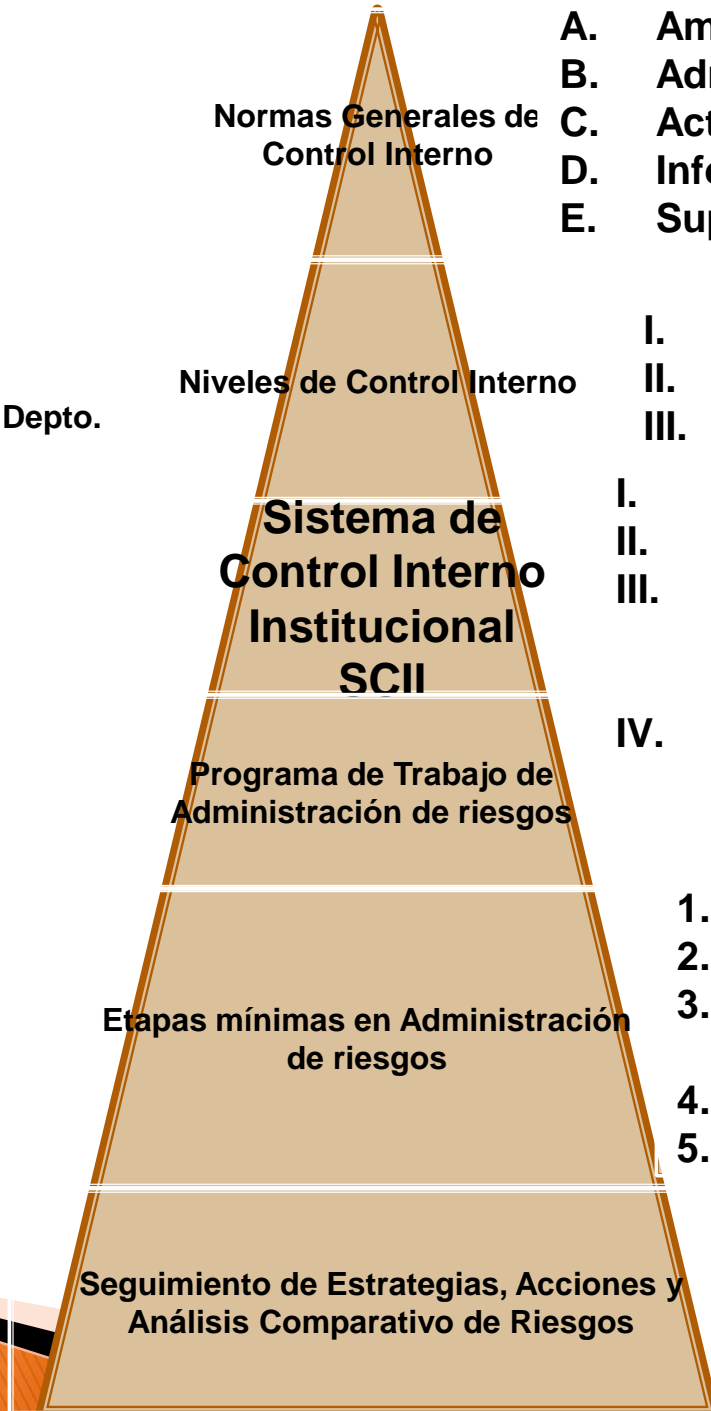 Normas Generales de
Control Interno
A.
B.
C.
D.
E.
Niveles de Control Interno
Depto.
I.
II.
III.
Sistema de
Control Interno
Institucional
SCII
I.
II.
III.
IV.
Programa de Trabajo de
Administración de riesgos
Etapas mínimas en Administración
de riesgos
1.
2.
3.
4.
5.
Seguimiento de Estrategias, Acciones y
Análisis Comparativo de Riesgos